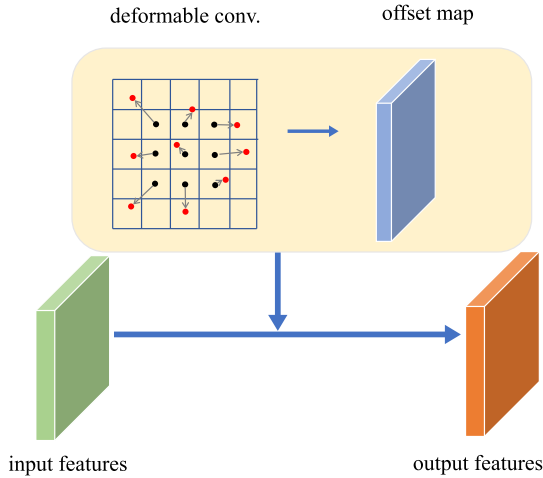 deformable conv.
offset map
input features
output features